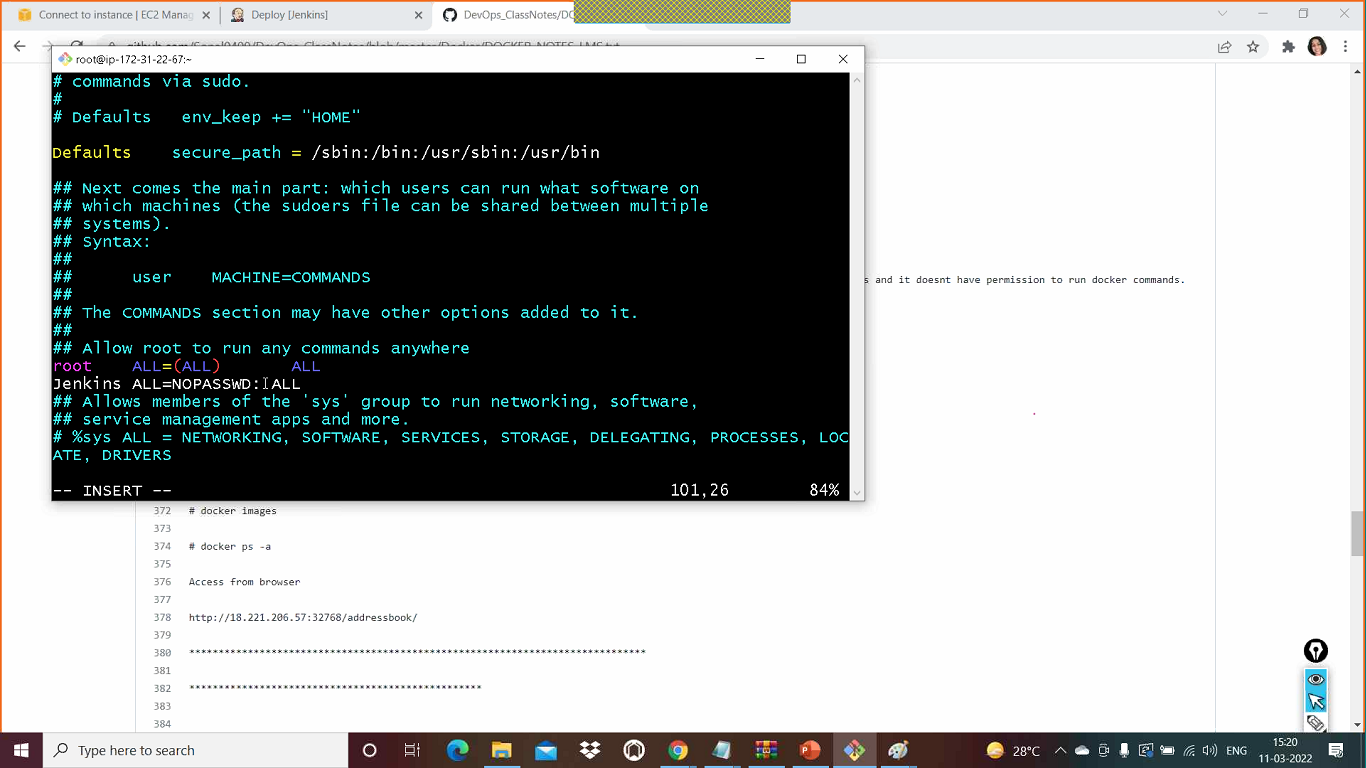 Connect to instance | EC2 Manag
Deploy [Jenkins]
DevOps_ClassNotes/DO
root@ip-172-31-22-67:~
# commands via sudo.
#
# Defaults   env_keep += "HOME"
Defaults    secure_path = /sbin:/bin:/usr/sbin:/usr/bin
## Next comes the main part: which users can run what software on
## which machines (the sudoers file can be shared between multiple
## systems).
## Syntax:
##
##      user    MACHINE=COMMANDS
##
## The COMMANDS section may have other options added to it.
##
## Allow root to run any commands anywhere
root    ALL=(ALL)       ALL
Jenkins ALL=NOPASSWD: ALL
## Allows members of the 'sys' group to run networking, software,
## service management apps and more.
# %sys ALL = NETWORKING, SOFTWARE, SERVICES, STORAGE, DELEGATING, PROCESSES, LOC
ATE, DRIVERS
-- INSERT --                                                  101,26        84%
s and it doesnt have permission to run docker commands.
372 # docker images
373
374 # docker ps -a
375
376 Access from browser
377
378 http://18.221.206.57:32768/addressbook/
379
380 ******************************************************************************
381
382 **************************************************
383
384
Type here to search
28°C
ENG
15:20
11-03-2022